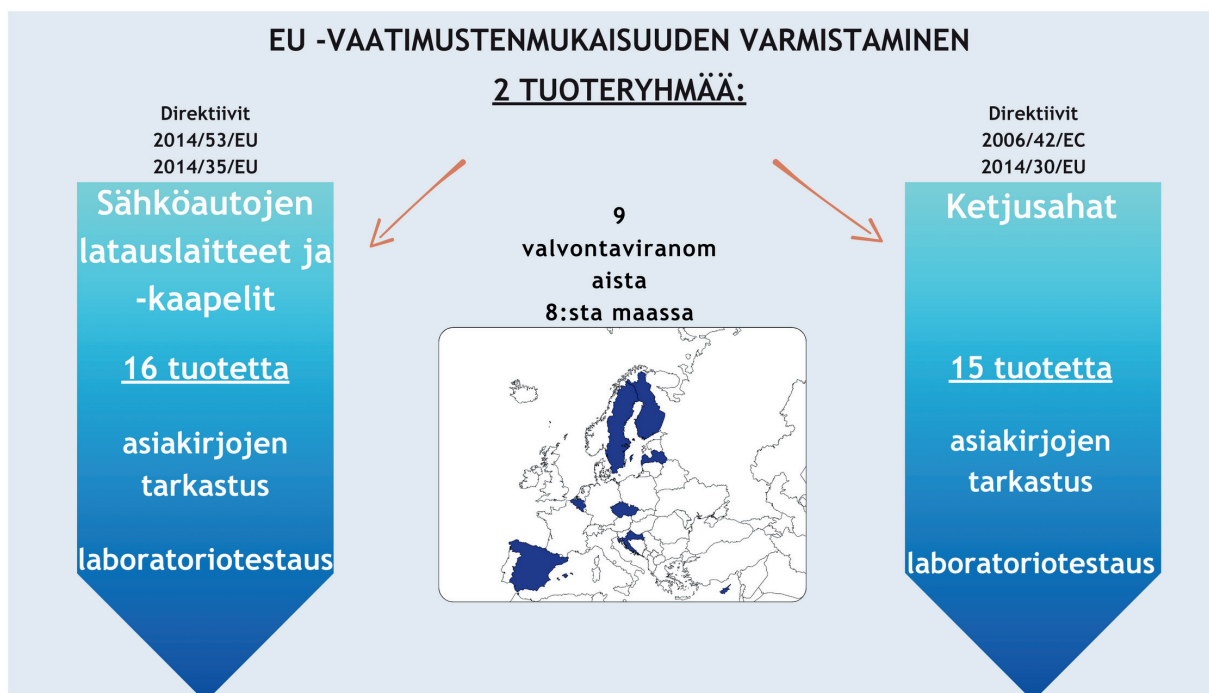 EU -VAATIMUSTENMUKAISUUDEN VARMISTAMINEN
2 TUOTERYHMÄÄ:
Direktiivit
2014/53/EU
2014/35/EU
Sähköautojen
latauslaitteet ja
-kaapelit
16 tuotetta
asiakirjojen
tarkastus
laboratoriotestaus
9
valvontaviranom
aista
8:sta maassa
Direktiivit
2006/42/EC
2014/30/EU
Ketjusahat
15 tuotetta
asiakirjojen
tarkastus
laboratoriotestaus